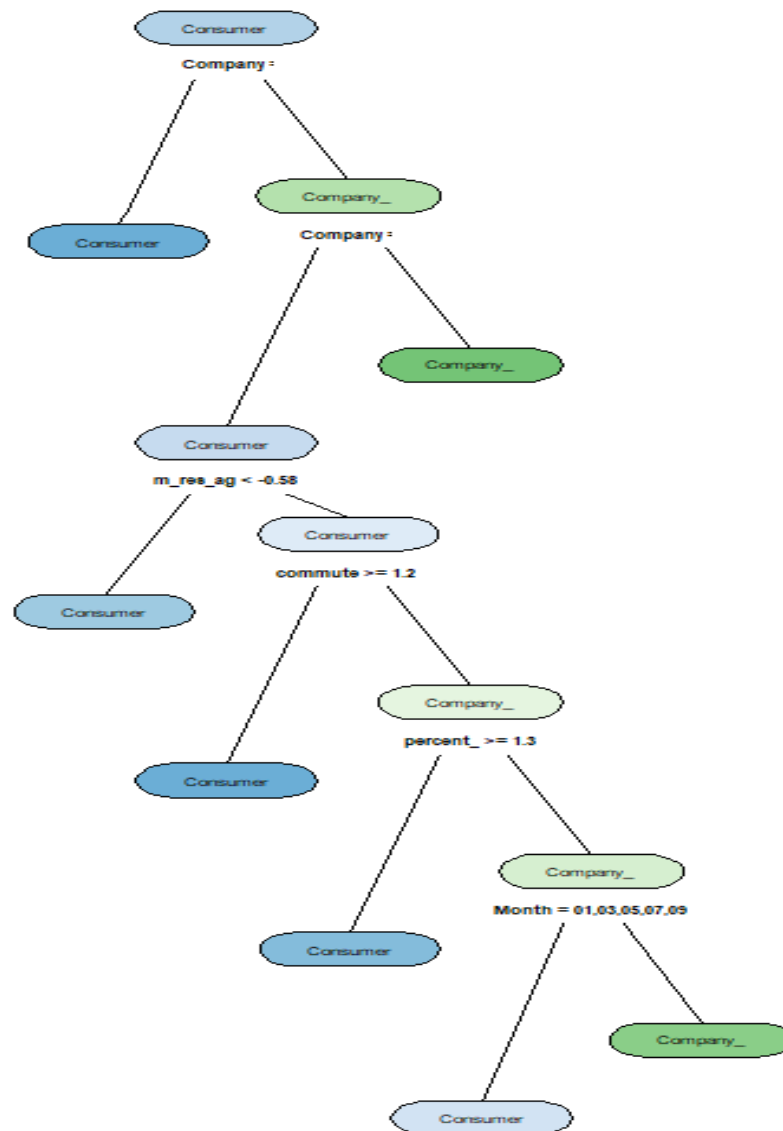 Consumer
Company =
Company_
Consumer
Company =
Company_
Consumer
m_res_ag < -0.58
Consumer
commute >= 1.2
Consumer
Company_
percent_ >= 1.3
Consumer
Company_
Month = 01,03,05,07,09
Consumer
Company_
Consumer